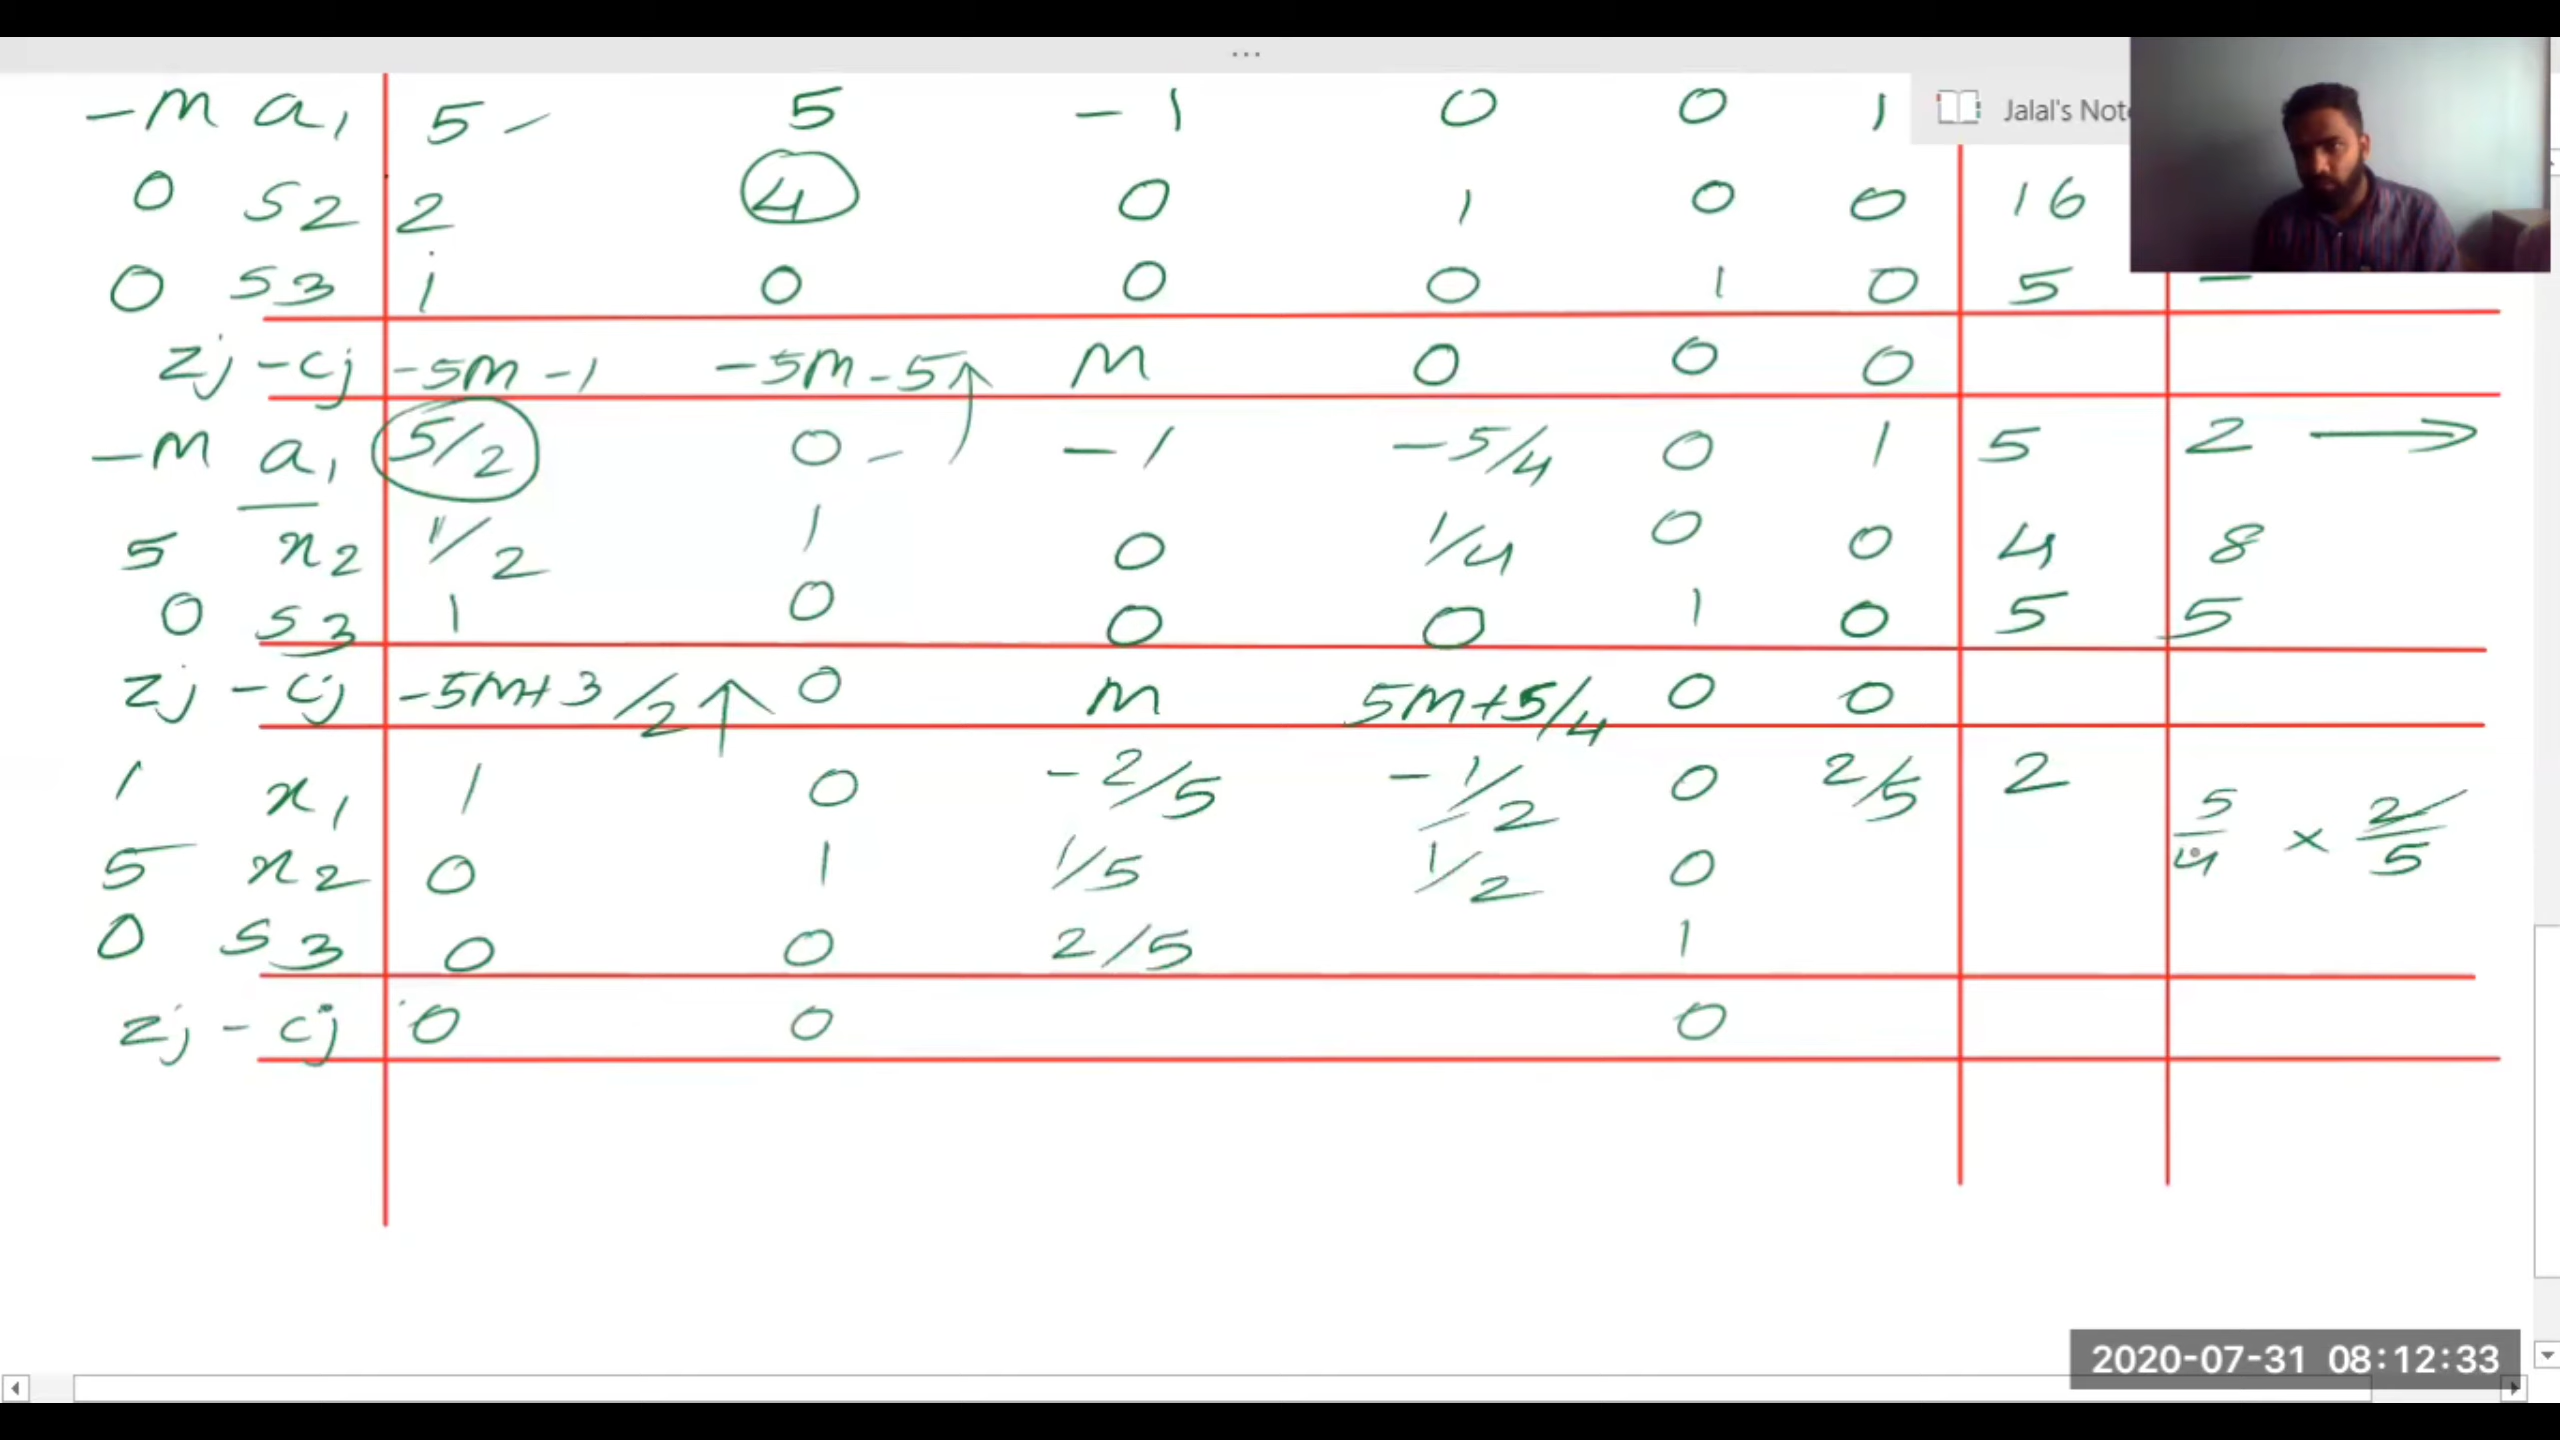 ...
-M a1 5 5 -1 0 0 1 Jalal's Note
0 s2 2 4 0 1 0 0 16
0 s3 1 0 0 0 1 0 5 -
zj - cj -5M -1 -5M -5 M 0 0 0
-M a1 5/2 0 -1 -5/4 0 1 5 2
5 x2 1/2 1 0 1/4 0 0 4 8
0 s3 1 0 0 0 1 0 5 5
zj - cj -5M+3/2 0 M 5M+5/4 0 0
1 x1 1 0 -2/5 -1/2 0 2/5 2
5/4 × 2/5
5 x2 0 1 1/5 1/2 0
0 s3 0 0 2/5 1
zj - cj 0 0 0
2020-07-31 08:12:33